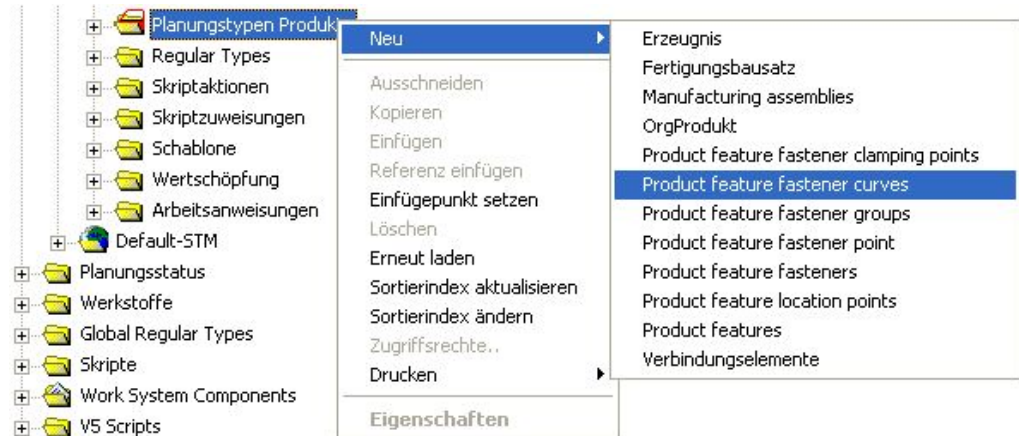 Planungstypen Produk
Regular Types
Skriptaktionen
Skriptzuweisungen
Schablone
Wertschöpfung
Arbeitsanweisungen
Default-STM
Planungsstatus
Werkstoffe
Global Regular Types
Skripte
Work System Components
V5 Scripts
Neu
Ausschneiden
Kopieren
Einfügen
Referenz einfügen
Einfügepunkt setzen
Löschen
Erneut laden
Sortierindex aktualisieren
Sortierindex ändern
Zugriffsrechte..
Drucken
Eigenschaften
Erzeugnis
Fertigungsbausatz
Manufacturing assemblies
OrgProdukt
Product feature fastener clamping points
Product feature fastener curves
Product feature fastener groups
Product feature fastener point
Product feature fasteners
Product feature location points
Product features
Verbindungselemente